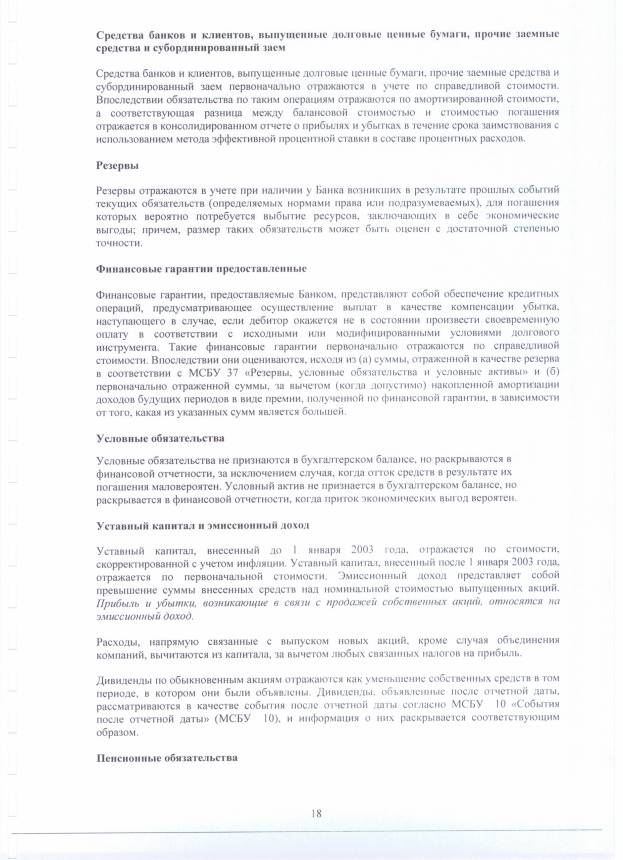 Средства банков и клиентов, выпущенные долговые ценные бумаги, прочие заемные
средства и субординированный заем
Средства банков и клиентов, выпущенные долговые ценные бумаги, прочие заемные средства и
субординированный заем первоначально отражаются в учете по справедливой стоимости.
Впоследствии обязательства по таким операциям отражаются по амортизированной стоимости,
а соответствующая разница между балансовой стоимостью и стоимостью погашения
отражается в консолидированном отчете о прибылях и убытках в течение срока заимствования с
использованием метода эффективной процентной ставки в составе процентных расходов.
Резервы
Резервы отражаются в учете при наличии у Банка возникших в результате прошлых событий
текущих обязательств (определяемых нормами права или подразумеваемых), для погашения
которых вероятно потребуется выбытие ресурсов, заключающих в себе экономические
выгоды; причем, размер таких обязательств может быть оценен с достаточной степенью
точности.
Финансовые гарантии предоставленные
Финансовые гарантии, предоставляемые Банком, представляют собой обеспечение кредитных
операций, предусматривающее осуществление выплат в качестве компенсации убытка,
наступающего в случае, если дебитор окажется не в состоянии произвести своевременную
оплату в соответствии с исходными или модифицированными условиями долгового
инструмента. Такие финансовые гарантии первоначально отражаются по справедливой
стоимости. Впоследствии они оцениваются, исходя из (а) суммы, отраженной в качестве резерва
в соответствии с МСБУ 37 «Резервы, условные обязательства и условные активы» и (б)
первоначально отраженной суммы, за вычетом (когда допустимо) накопленной амортизации
доходов будущих периодов в виде премии, полученной по финансовой гарантии, в зависимости
от того, какая из указанных сумм является большей.
Условные обязательства
Условные обязательства не признаются в бухгалтерском балансе, но раскрываются в
финансовой отчетности, за исключением случая, когда отток средств в результате их
погашения маловероятен. Условный актив не признается в бухгалтерском балансе, но
раскрывается в финансовой отчетности, когда приток экономических выгод вероятен.
Уставный капитал и эмиссионный доход
Уставный капитал, внесенный до 1 января 2003 года, отражается по стоимости,
скорректированной с учетом инфляции. Уставный капитал, внесенный после 1 января 2003 года,
отражается по первоначальной стоимости. Эмиссионный доход представляет собой
превышение суммы внесенных средств над номинальной стоимостью выпущенных акций.
Прибыль и убытки, возникающие в связи с продажей собственных акций, относятся на
эмиссионный доход.
Расходы, напрямую связанные с выпуском новых акций, кроме случая объединения
компаний, вычитаются из капитала, за вычетом любых связанных налогов на прибыль.
Дивиденды по обыкновенным акциям отражаются как уменьшение собственных средств в том
периоде, в котором они были объявлены. Дивиденды, объявленные после отчетной даты,
рассматриваются в качестве события после отчетной даты согласно МСБУ 10 «События
после отчетной даты» (МСБУ 10), и информация о них раскрывается соответствующим
образом.
Пенсионные обязательства
18